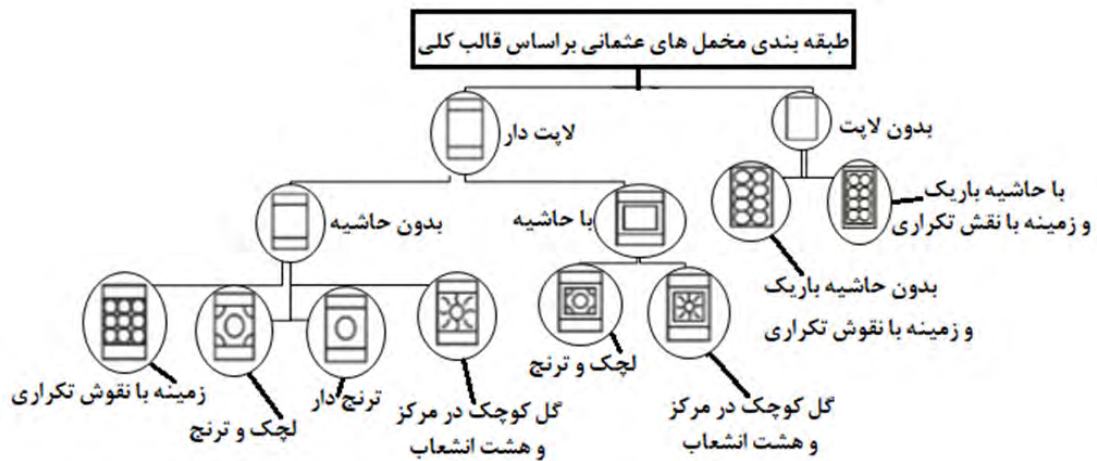 طبقه بندی مخمل های عثمانی براساس قالب کلی
بدون لاپت
لاپت دار
با حاشیه باریک
و زمینه با نقش تکراری
بدون حاشیه باریک
و زمینه با نقوش تکراری
با حاشیه
بدون حاشیه
گل کوچک در مرکز
و هشت انشعاب
لچک و ترنج
گل کوچک در مرکز
و هشت انشعاب
ترنج دار
لچک و ترنج
زمینه با نقوش تکراری